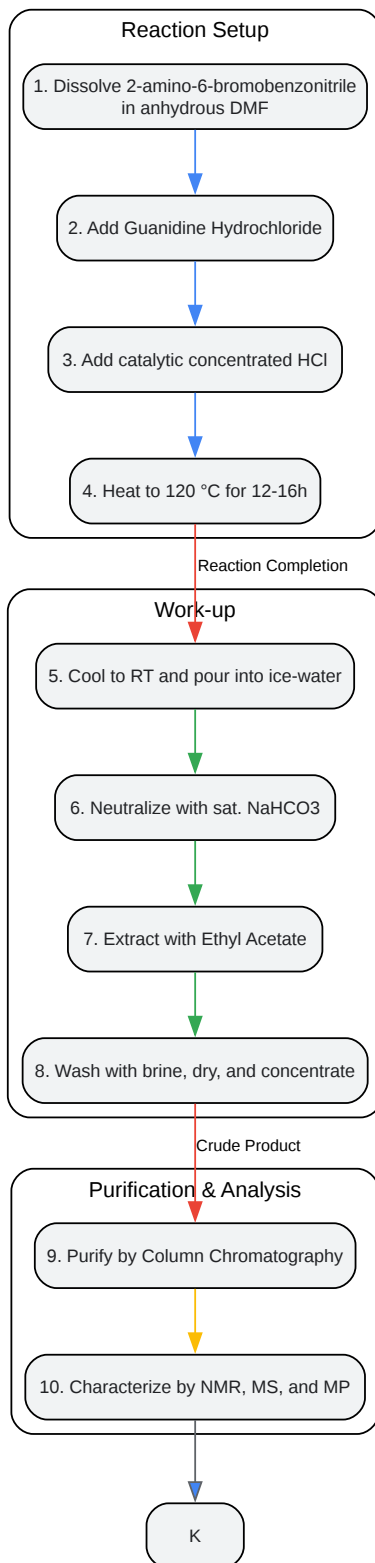 Reaction Setup
1. Dissolve 2-amino-6-bromobenzonitrile
in anhydrous DMF
2. Add Guanidine Hydrochloride
3. Add catalytic concentrated HCl
4. Heat to 120 °C for 12-16h
Reaction Completion
Work-up
5. Cool to RT and pour into ice-water
6. Neutralize with sat. NaHCO3
7. Extract with Ethyl Acetate
8. Wash with brine, dry, and concentrate
Crude Product
Purification & Analysis
9. Purify by Column Chromatography
10. Characterize by NMR, MS, and MP
K